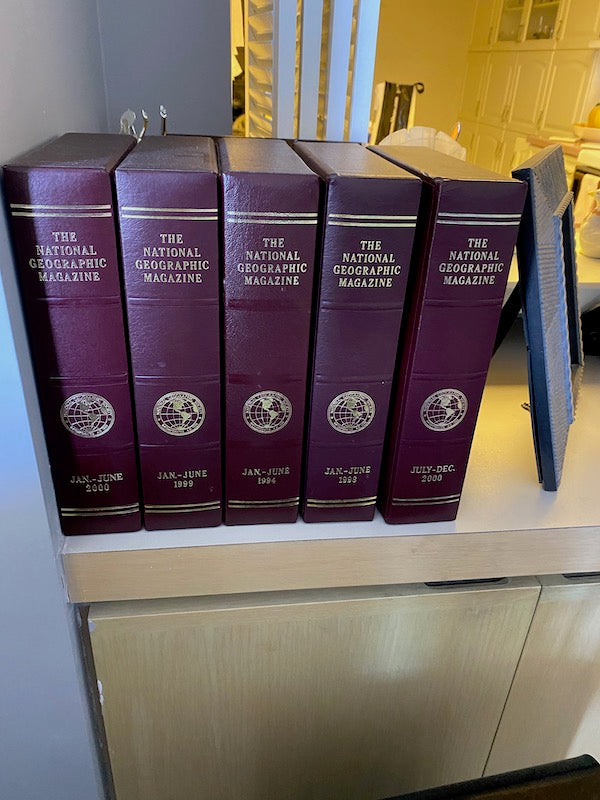 THE
NATIONAL
GEOGRAPHIC
MAGAZINE
JAN.-JUNE
2000
THE
NATIONAL
GEOGRAPHIC
MAGAZINE
JAN.-JUNE
1999
THE
NATIONAL
GEOGRAPHIC
MAGAZINE
JAN.-JUNE
1994
THE
NATIONAL
GEOGRAPHIC
MAGAZINE
JAN.-JUNE
1993
THE
NATIONAL
GEOGRAPHIC
MAGAZINE
JULY-DEC.
2000